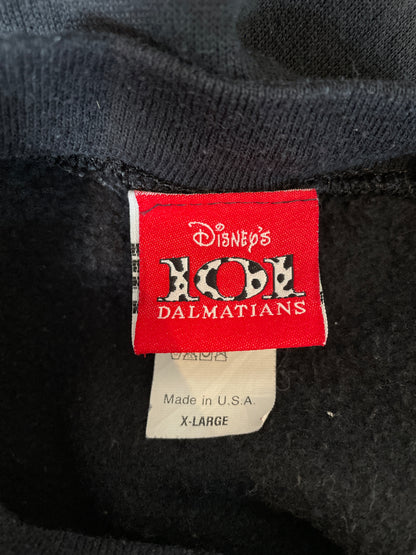 Disney's
101
DALMATIANS
Made in U.S.A.
X-LARGE